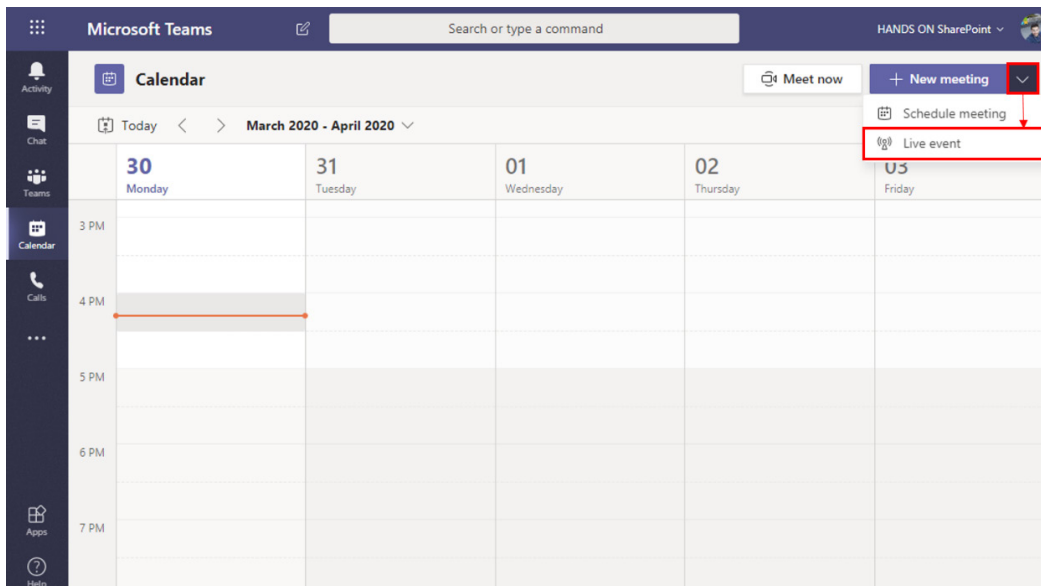 Microsoft Teams
Search or type a command
HANDS ON SharePoint
Activity
Chat
Teams
Calendar
Calls
Apps
Help
Calendar
Meet now
New meeting
Schedule meeting
Live event
Today
March 2020 - April 2020
30
Monday
31
Tuesday
01
Wednesday
02
Thursday
03
Friday
3 PM
4 PM
5 PM
6 PM
7 PM